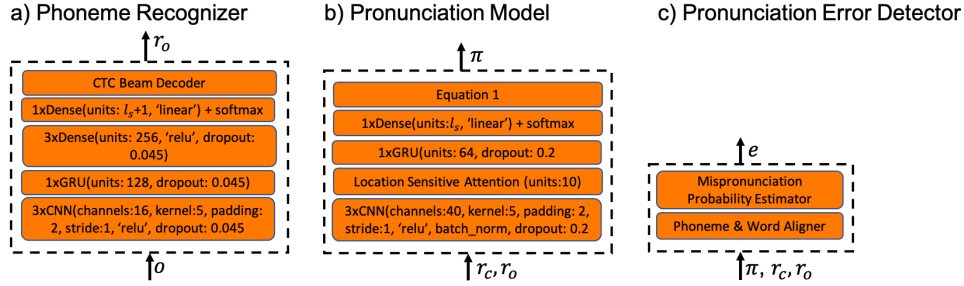 a) Phoneme Recognizer
r_o
CTC Beam Decoder
1xDense(units: l_s+1, ‘linear’) + softmax
3xDense(units: 256, ‘relu’, dropout:
0.045)
1xGRU(units: 128, dropout: 0.045)
3xCNN(channels:16, kernel:5, padding:
2, stride:1, ‘relu’, dropout: 0.045
o
b) Pronunciation Model
π
Equation 1
1xDense(units:l_s, ‘linear’) + softmax
1xGRU(units: 64, dropout: 0.2
Location Sensitive Attention (units:10)
3xCNN(channels:40, kernel:5, padding: 2,
stride:1, ‘relu’, batch_norm, dropout: 0.2
r_c, r_o
c) Pronunciation Error Detector
e
Mispronunciation
Probability Estimator
Phoneme & Word Aligner
π, r_c, r_o